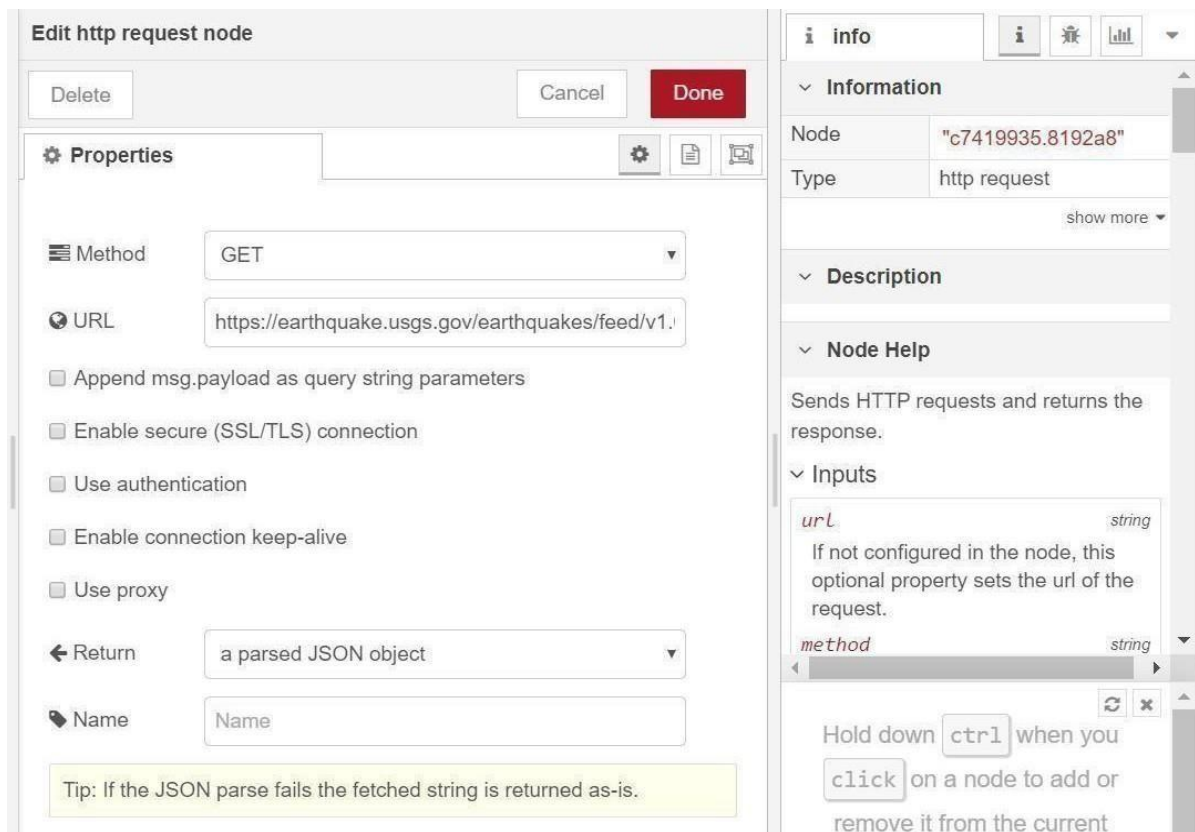 Edit http request node
Delete
Cancel
Done
Properties
Method
GET
URL
https://earthquake.usgs.gov/earthquakes/feed/v1.
Append msg.payload as query string parameters
Enable secure (SSL/TLS) connection
Use authentication
Enable connection keep-alive
Use proxy
Return
a parsed JSON object
Name
Name
Tip: If the JSON parse fails the fetched string is returned as-is.
i info
i
Information
Node
"c7419935.8192a8"
Type
http request
show more
Description
Node Help
Sends HTTP requests and returns the
response.
Inputs
url
string
If not configured in the node, this
optional property sets the url of the
request.
method
string
Hold down ctrl when you
click on a node to add or
remove it from the current